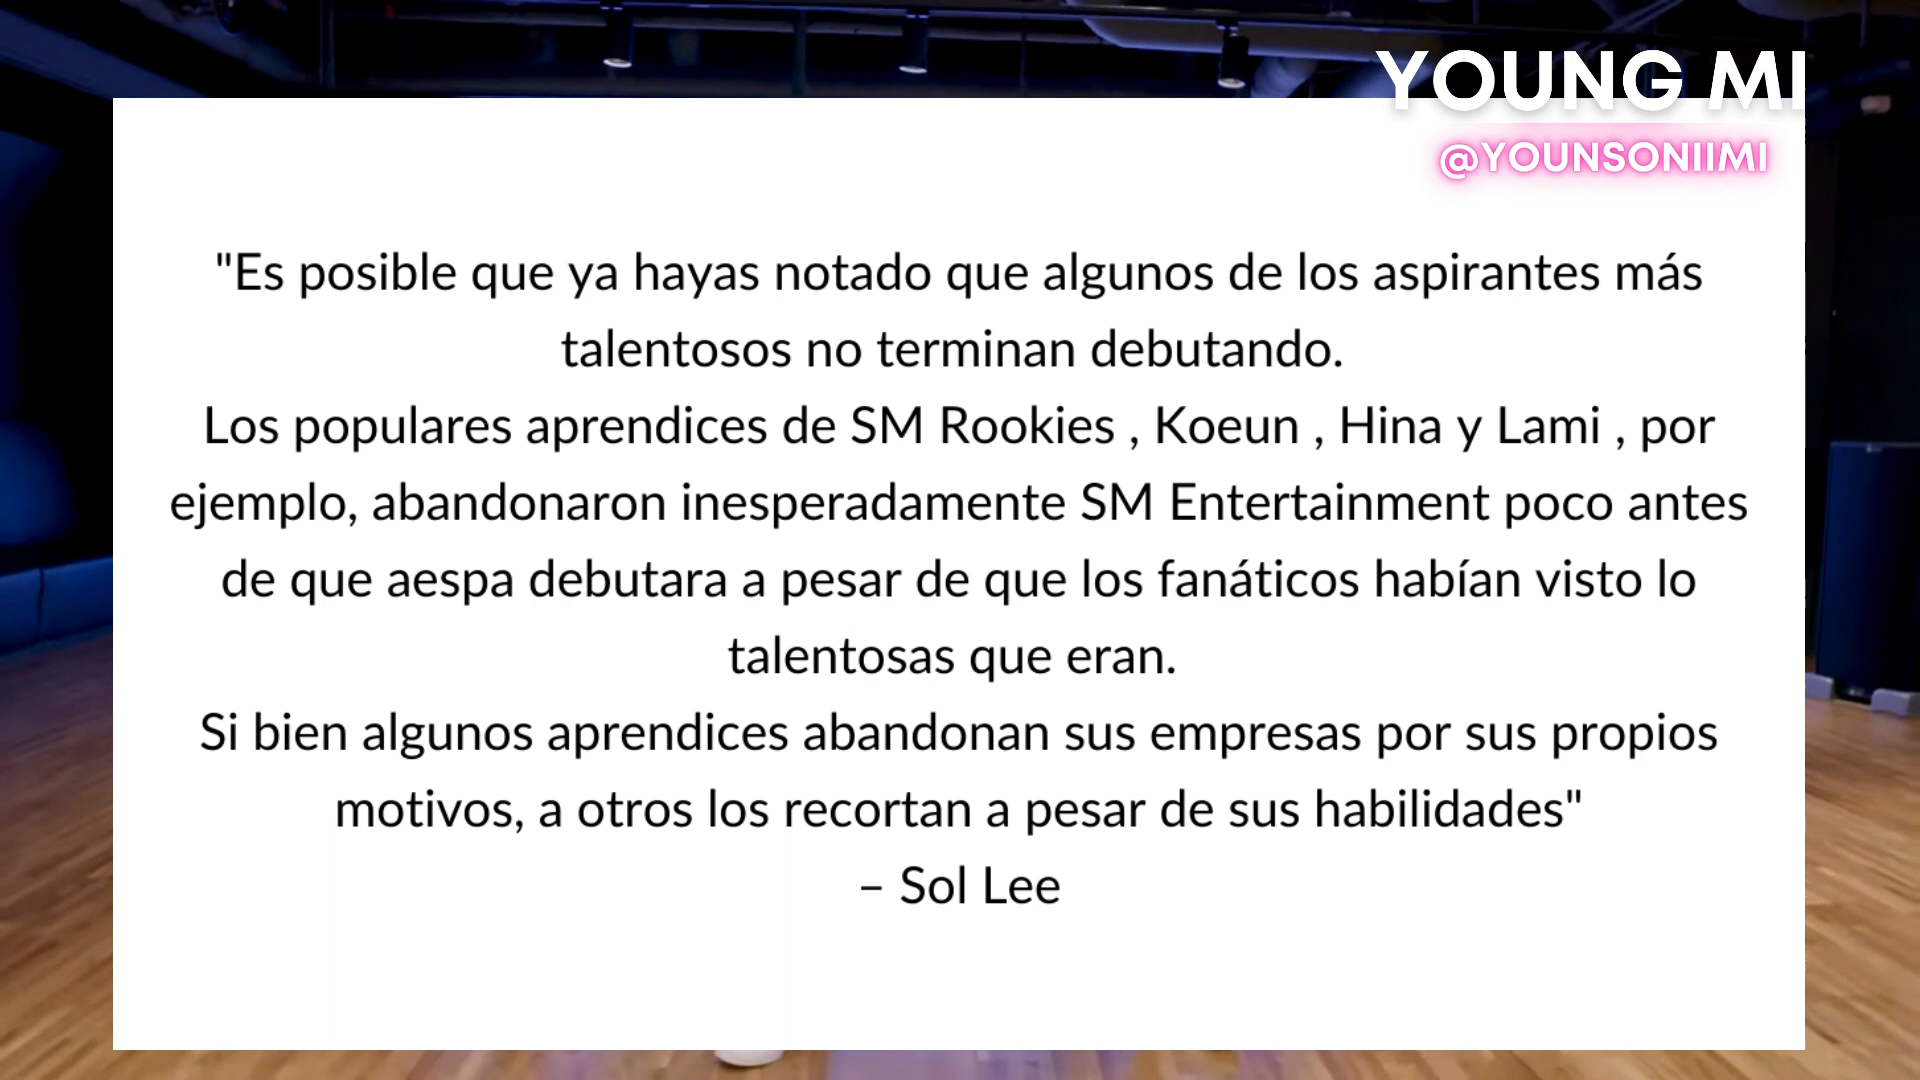 YOUNG MI
@YOUNSONIIMI
"Es posible que ya hayas notado que algunos de los aspirantes más
talentosos no terminan debutando.
Los populares aprendices de SM Rookies , Koeun , Hina y Lami , por
ejemplo, abandonaron inesperadamente SM Entertainment poco antes
de que aespa debutara a pesar de que los fanáticos habían visto lo
talentosas que eran.
Si bien algunos aprendices abandonan sus empresas por sus propios
motivos, a otros los recortan a pesar de sus habilidades"
– Sol Lee